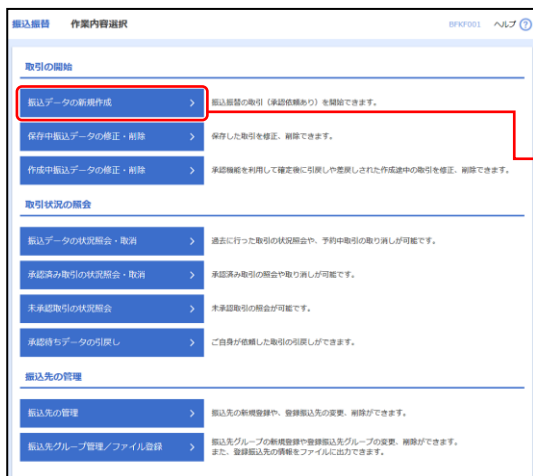 振込振替 作業内容選択 BFKF001 ヘルプ ?
取引の開始
振込データの新規作成 > 振込振替の取引（承認依頼あり）を開始できます。
保存中振込データの修正・削除 > 保存した取引を修正、削除できます。
作成中振込データの修正・削除 > 承認機能を利用して確定後に引戻しや差戻しされた作成途中の取引を修正、削除できます。
取引状況の照会
振込データの状況照会・取消 > 過去に行った取引の状況照会や、予約中取引の取り消しが可能です。
承認済み取引の状況照会・取消 > 承認済み取引の照会や取り消しが可能です。
未承認取引の状況照会 > 未承認取引の照会が可能です。
承認待ちデータの引戻し > ご自身が依頼した取引の引戻しができます。
振込先の管理
振込先の管理 > 振込先の新規登録や、登録振込先の変更、削除ができます。
振込先グループ管理／ファイル登録 > 振込先グループの新規登録や登録振込先グループの変更、削除ができます。
また、登録振込先の情報をファイルに出力できます。